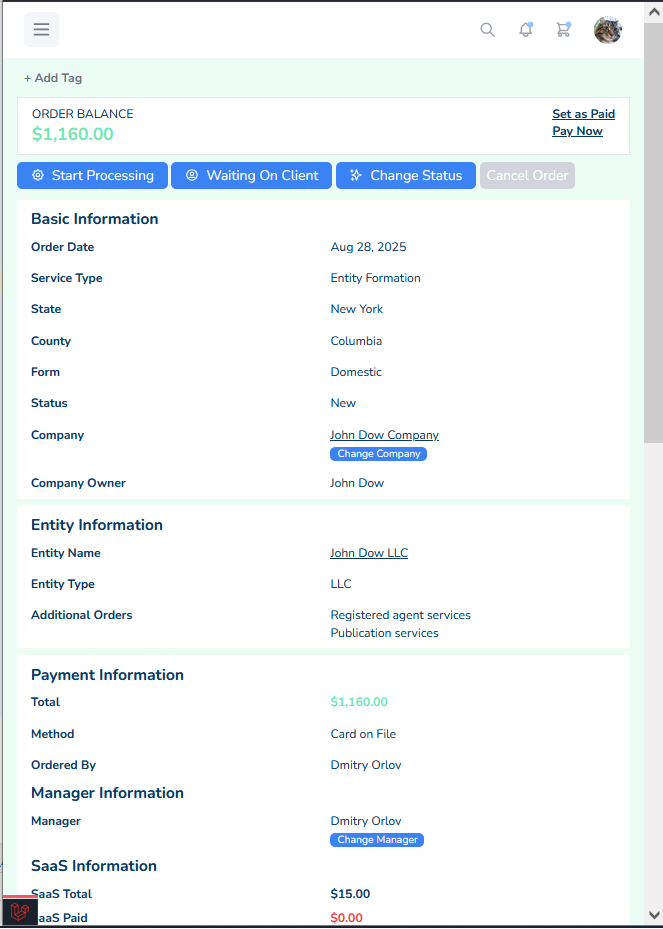 + Add Tag
ORDER BALANCE
$1,160.00
Set as Paid
Pay Now
Start Processing
Waiting On Client
Change Status
Cancel Order
Basic Information
Order Date Aug 28, 2025
Service Type Entity Formation
State New York
County Columbia
Form Domestic
Status New
Company John Dow Company
Change Company
Company Owner John Dow
Entity Information
Entity Name John Dow LLC
Entity Type LLC
Additional Orders Registered agent services
Publication services
Payment Information
Total $1,160.00
Method Card on File
Ordered By Dmitry Orlov
Manager Information
Manager Dmitry Orlov
Change Manager
SaaS Information
SaaS Total $15.00
aaS Paid $0.00